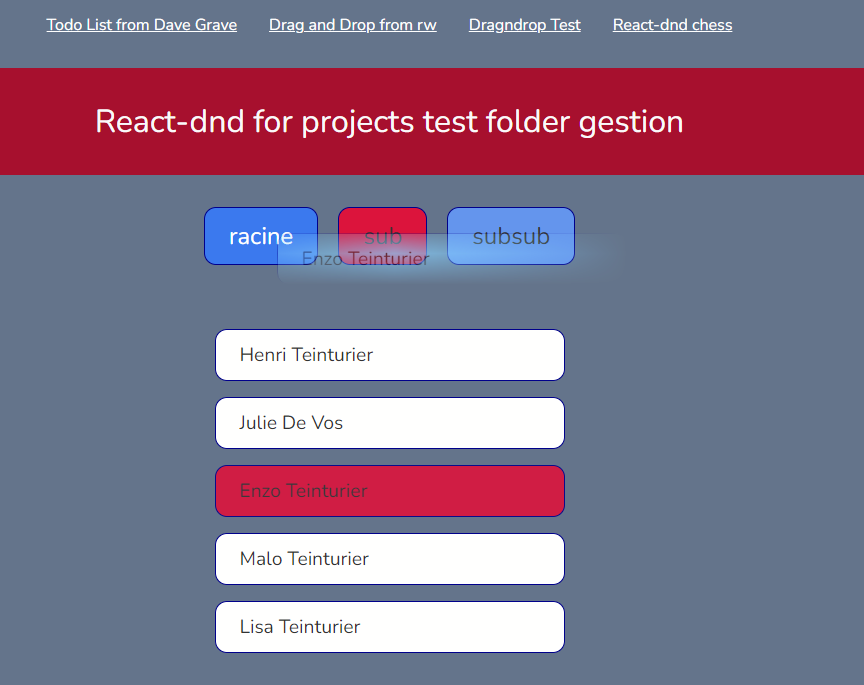 Todo List from Dave Grave Drag and Drop from rw Dragndrop Test React-dnd chess
React-dnd for projects test folder gestion
racine sub subsub
Enzo Teinturier
Henri Teinturier
Julie De Vos
Enzo Teinturier
Malo Teinturier
Lisa Teinturier